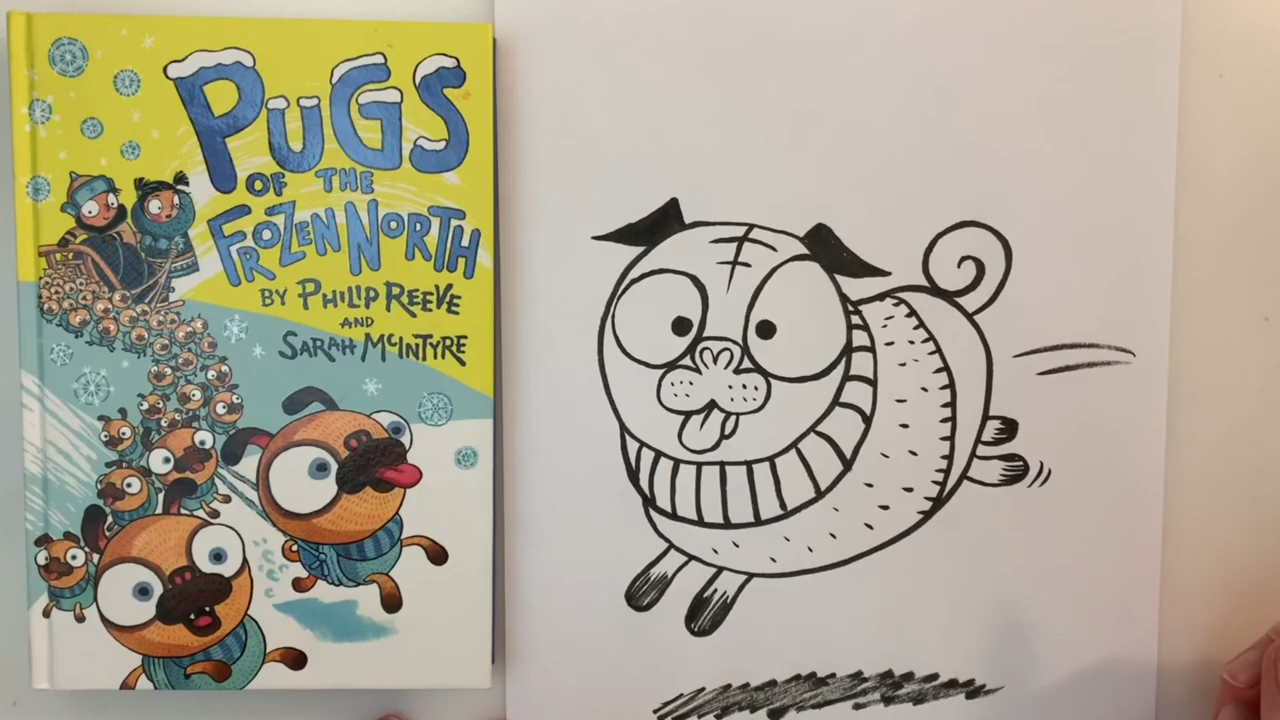 PUGS
OF THE
FROZEN NORTH
BY PHILIP REEVE
AND
SARAH MCINTYRE